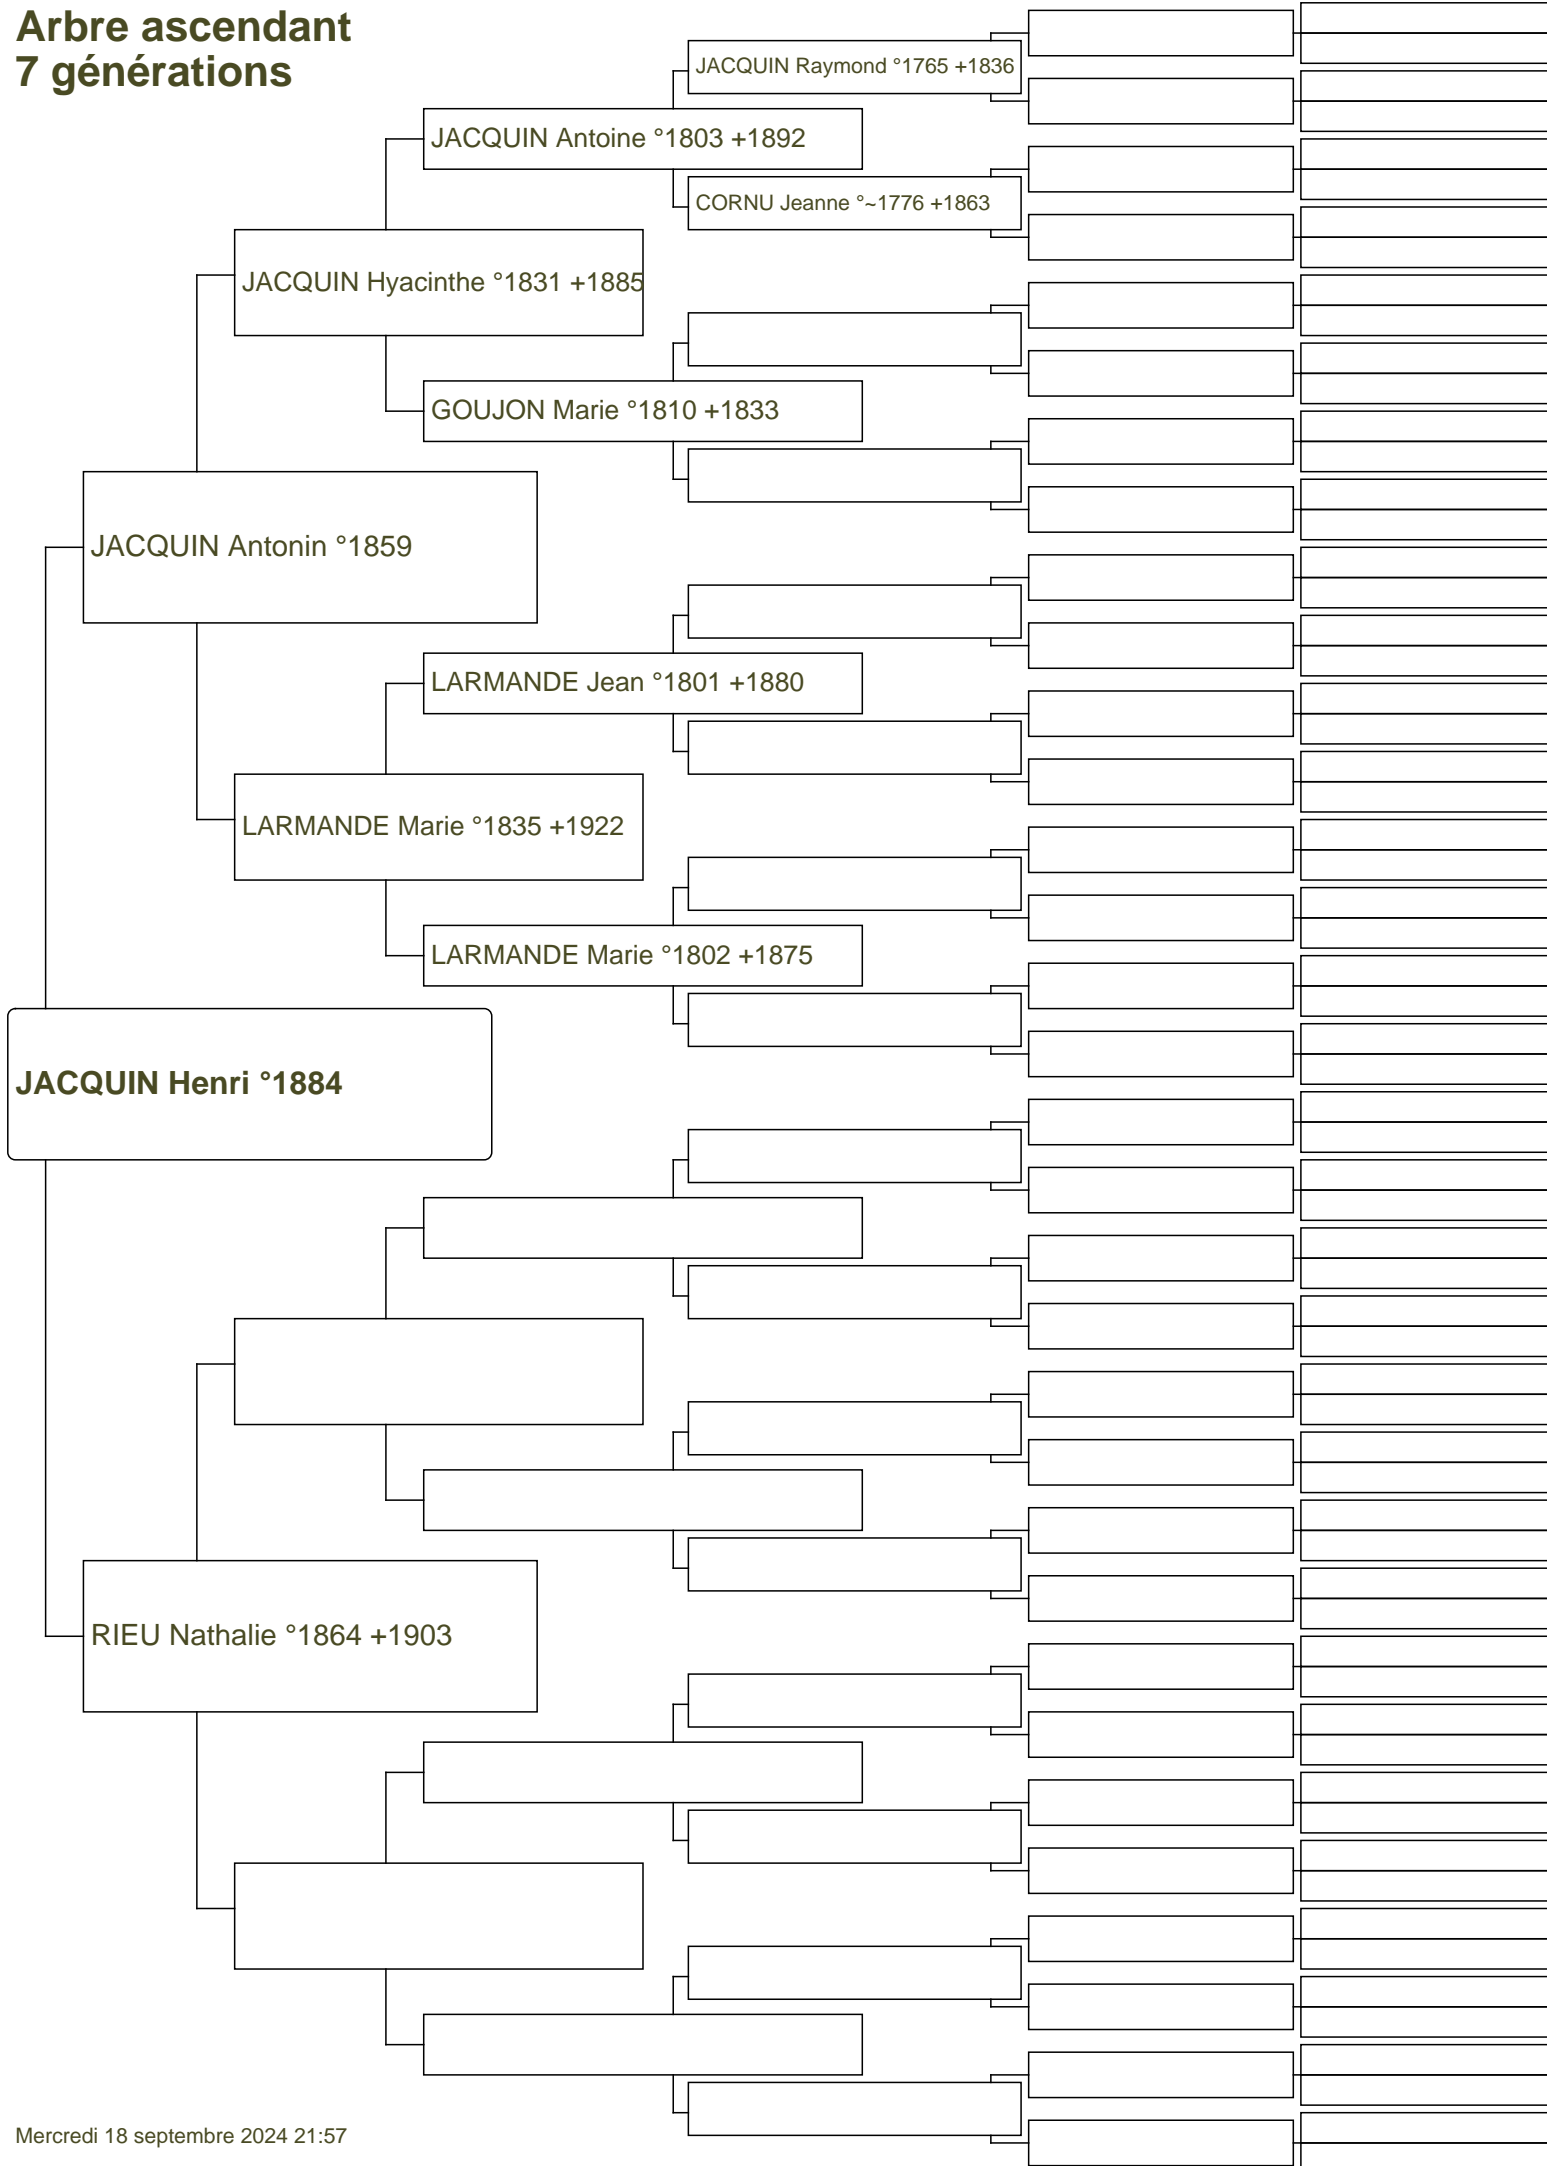 Arbre ascendant
7 générations
JACQUIN Raymond °1765 +1836
JACQUIN Antoine °1803 +1892
CORNU Jeanne °~1776 +1863
JACQUIN Hyacinthe °1831 +1885
GOUJON Marie °1810 +1833
JACQUIN Antonin °1859
LARMANDE Jean °1801 +1880
LARMANDE Marie °1835 +1922
LARMANDE Marie °1802 +1875
JACQUIN Henri °1884
RIEU Nathalie °1864 +1903
Mercredi 18 septembre 2024 21:57